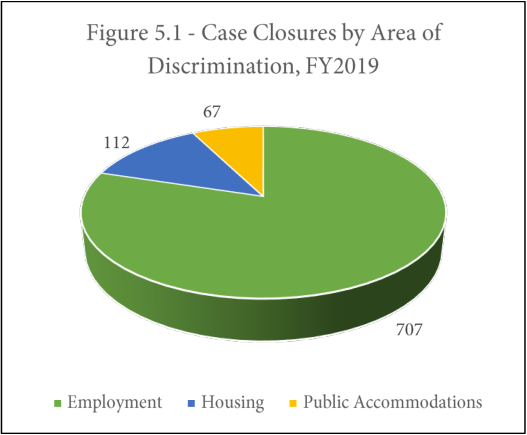 Figure 5.1 - Case Closures by Area of
Discrimination, FY2019
67
112
707
Employment Housing Public Accommodations